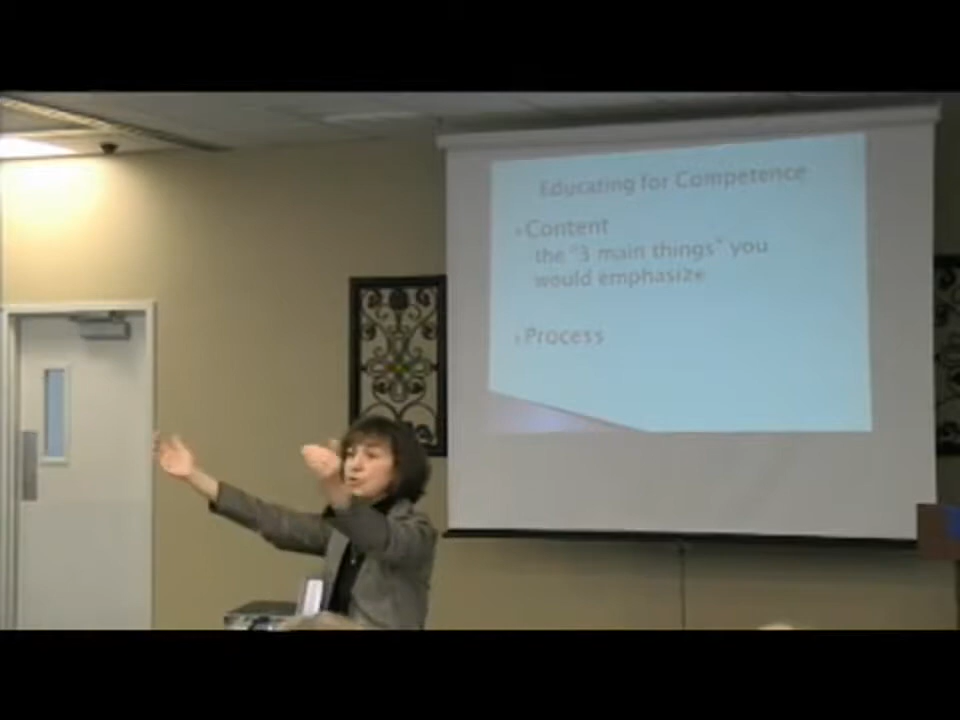 Educating for Competence
Content
the "3 main things" you
would emphasize
Process